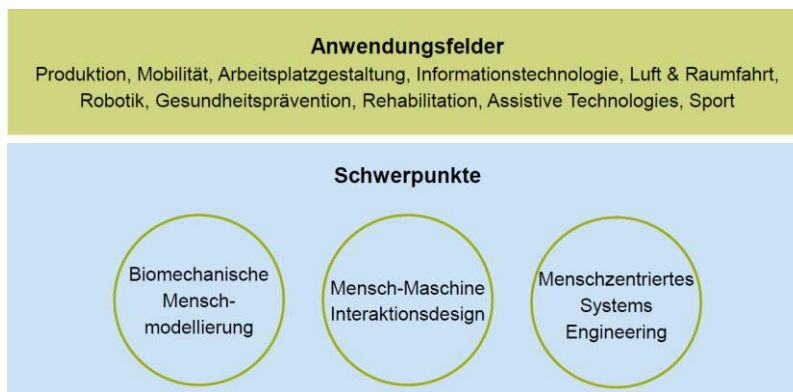 Anwendungsfelder
Produktion, Mobilität, Arbeitsplatzgestaltung, Informationstechnologie, Luft & Raumfahrt,
Robotik, Gesundheitsprävention, Rehabilitation, Assistive Technologies, Sport
Schwerpunkte
Biomechanische
Mensch-
modellierung
Mensch-Maschine
Interaktionsdesign
Menschzentriertes
Systems
Engineering